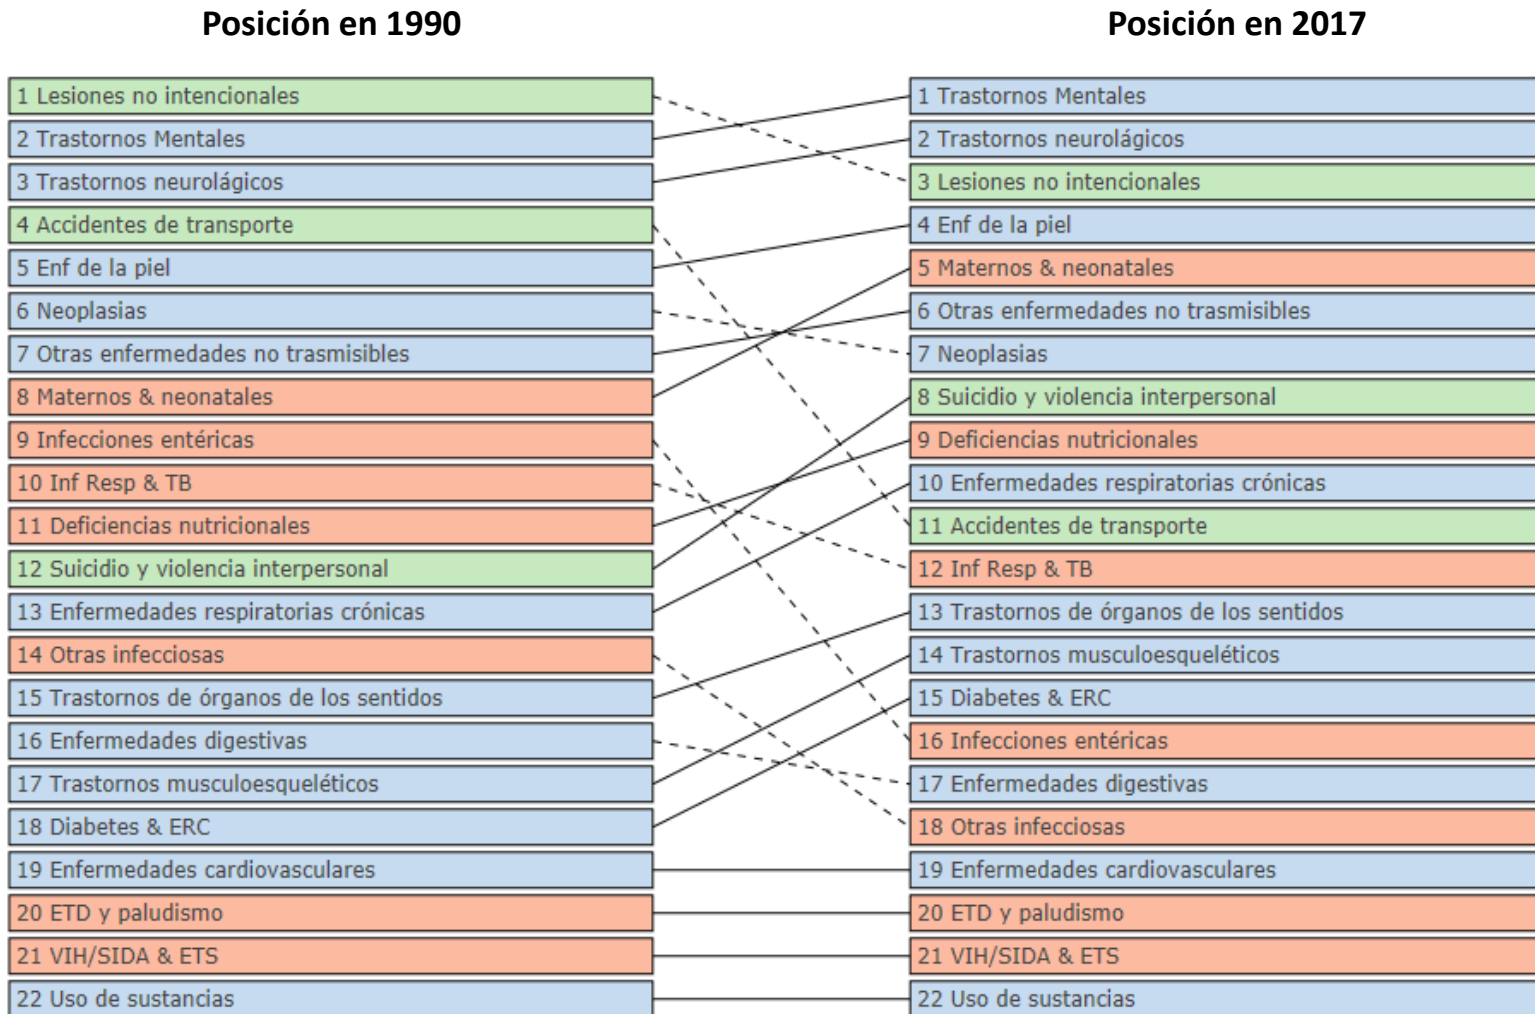 Posición en 1990
Posición en 2017
1 Lesiones no intencionales
2 Trastornos Mentales
3 Trastornos neurolágicos
4 Accidentes de transporte
5 Enf de la piel
6 Neoplasias
7 Otras enfermedades no trasmisibles
8 Maternos & neonatales
9 Infecciones entéricas
10 Inf Resp & TB
11 Deficiencias nutricionales
12 Suicidio y violencia interpersonal
13 Enfermedades respiratorias crónicas
14 Otras infecciosas
15 Trastornos de órganos de los sentidos
16 Enfermedades digestivas
17 Trastornos musculoesqueléticos
18 Diabetes & ERC
19 Enfermedades cardiovasculares
20 ETD y paludismo
21 VIH/SIDA & ETS
22 Uso de sustancias
1 Trastornos Mentales
2 Trastornos neurolágicos
3 Lesiones no intencionales
4 Enf de la piel
5 Maternos & neonatales
6 Otras enfermedades no trasmisibles
7 Neoplasias
8 Suicidio y violencia interpersonal
9 Deficiencias nutricionales
10 Enfermedades respiratorias crónicas
11 Accidentes de transporte
12 Inf Resp & TB
13 Trastornos de órganos de los sentidos
14 Trastornos musculoesqueléticos
15 Diabetes & ERC
16 Infecciones entéricas
17 Enfermedades digestivas
18 Otras infecciosas
19 Enfermedades cardiovasculares
20 ETD y paludismo
21 VIH/SIDA & ETS
22 Uso de sustancias